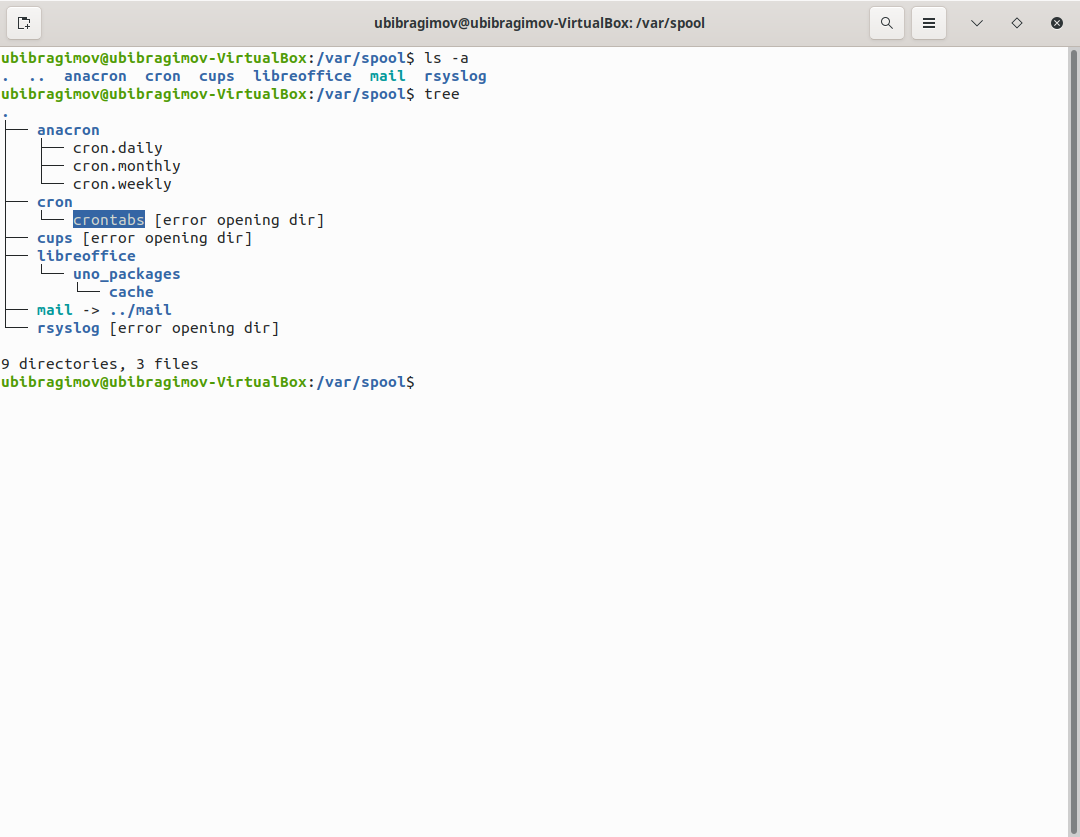 ubibragimov@ubibragimov-VirtualBox: /var/spool
ubibragimov@ubibragimov-VirtualBox:/var/spool$ ls -a
.  ..  anacron  cron  cups  libreoffice  mail  rsyslog
ubibragimov@ubibragimov-VirtualBox:/var/spool$ tree
.
├── anacron
│   ├── cron.daily
│   ├── cron.monthly
│   └── cron.weekly
├── cron
│   └── crontabs [error opening dir]
├── cups [error opening dir]
├── libreoffice
│   └── uno_packages
│       └── cache
├── mail -> ../mail
└── rsyslog [error opening dir]
9 directories, 3 files
ubibragimov@ubibragimov-VirtualBox:/var/spool$